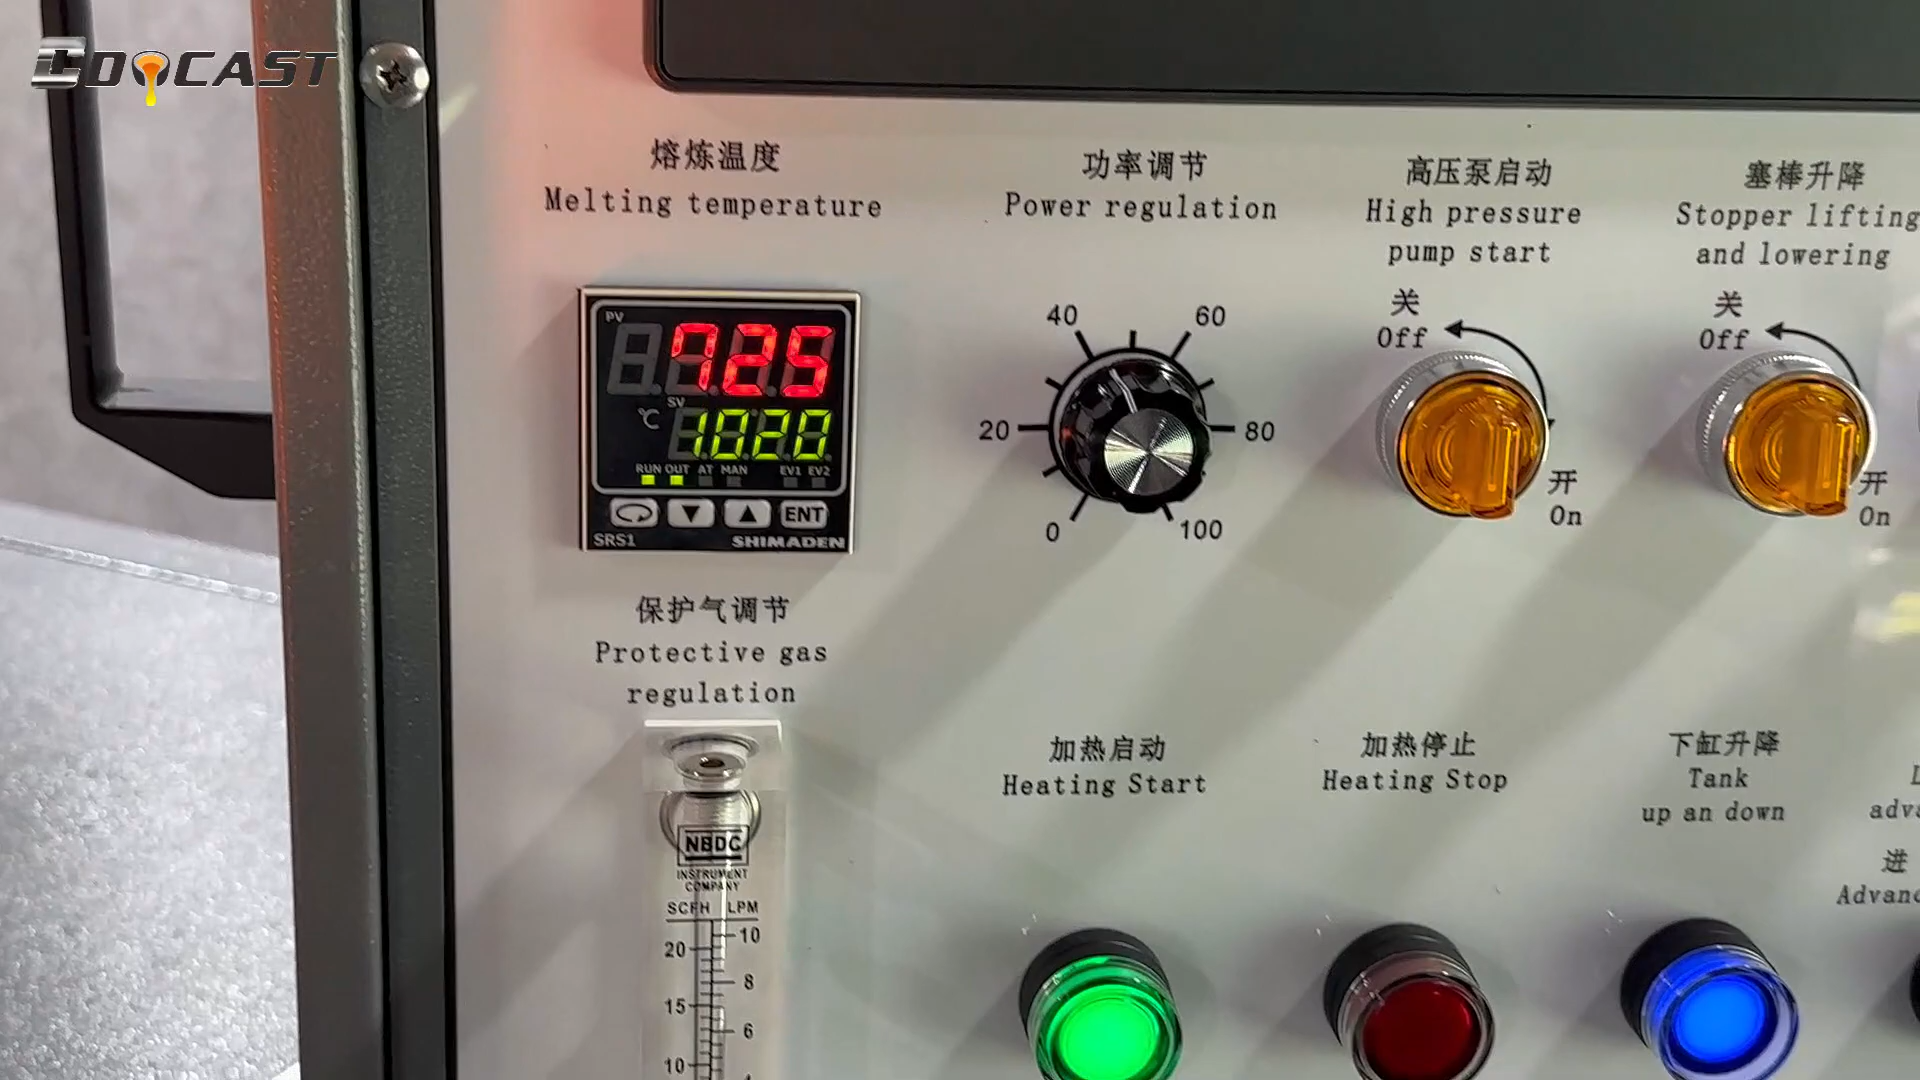 COOCAST
熔炼温度
Melting temperature
PV
725
SV
℃
1020
RUN OUT AT MAN EV1 EV2
ENT
SRS1 SHIMADEN
功率调节
Power regulation
40 60
20 80
0 100
高压泵启动
High pressure
pump start
关
Off
开
On
塞棒升降
Stopper lifting
and lowering
关
Off
开
On
保护气调节
Protective gas
regulation
NBDC
INSTRUMENT
COMPANY
SCFH LPM
10
20
8
15
6
10
加热启动
Heating Start
加热停止
Heating Stop
下缸升降
Tank
up an down
进